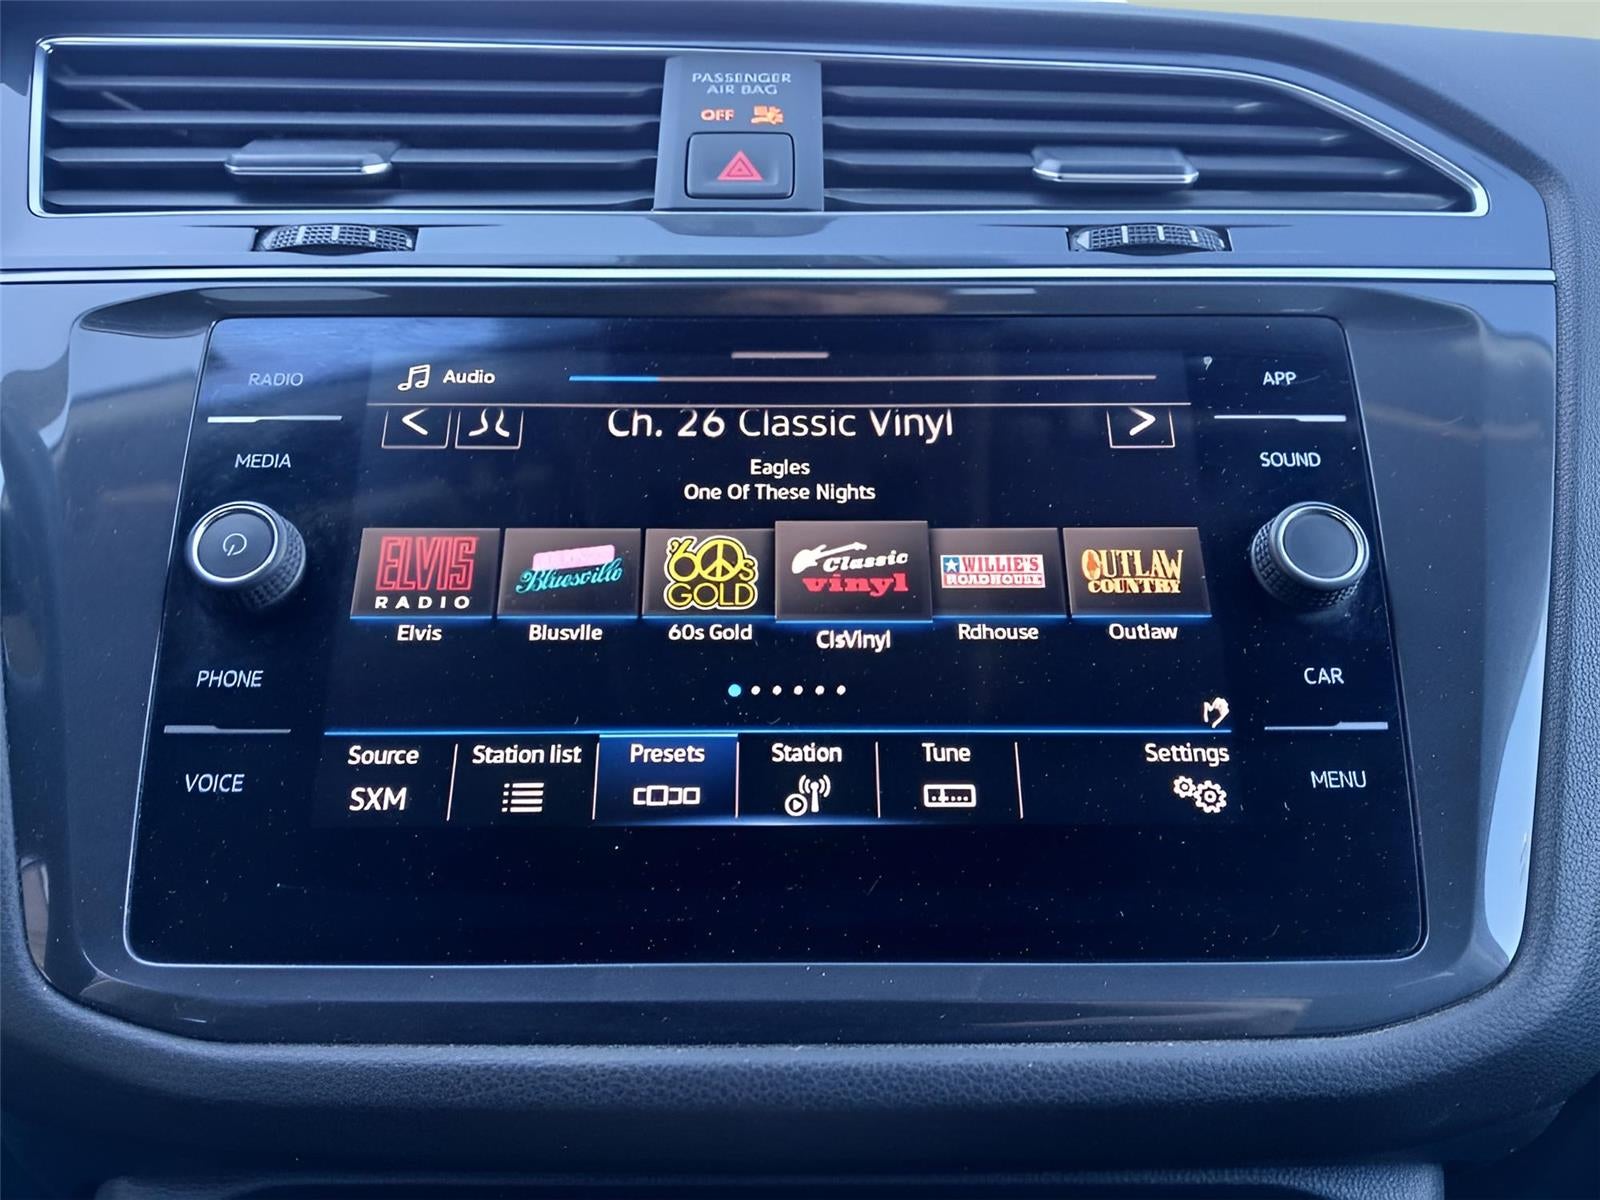 PASSENGER
AIR BAG
OFF
RADIO
Audio
APP
Ch. 26 Classic Vinyl
MEDIA
SOUND
Eagles
One Of These Nights
ELVIS
RADIO
Bluesville
'60s
GOLD
Classic
vinyl
WILLIE'S
ROADHOUSE
OUTLAW
COUNTRY
Elvis
Blusvlle
60s Gold
ClsVinyl
Rdhouse
Outlaw
PHONE
CAR
Source
Station list
Presets
Station
Tune
Settings
SXM
VOICE
MENU